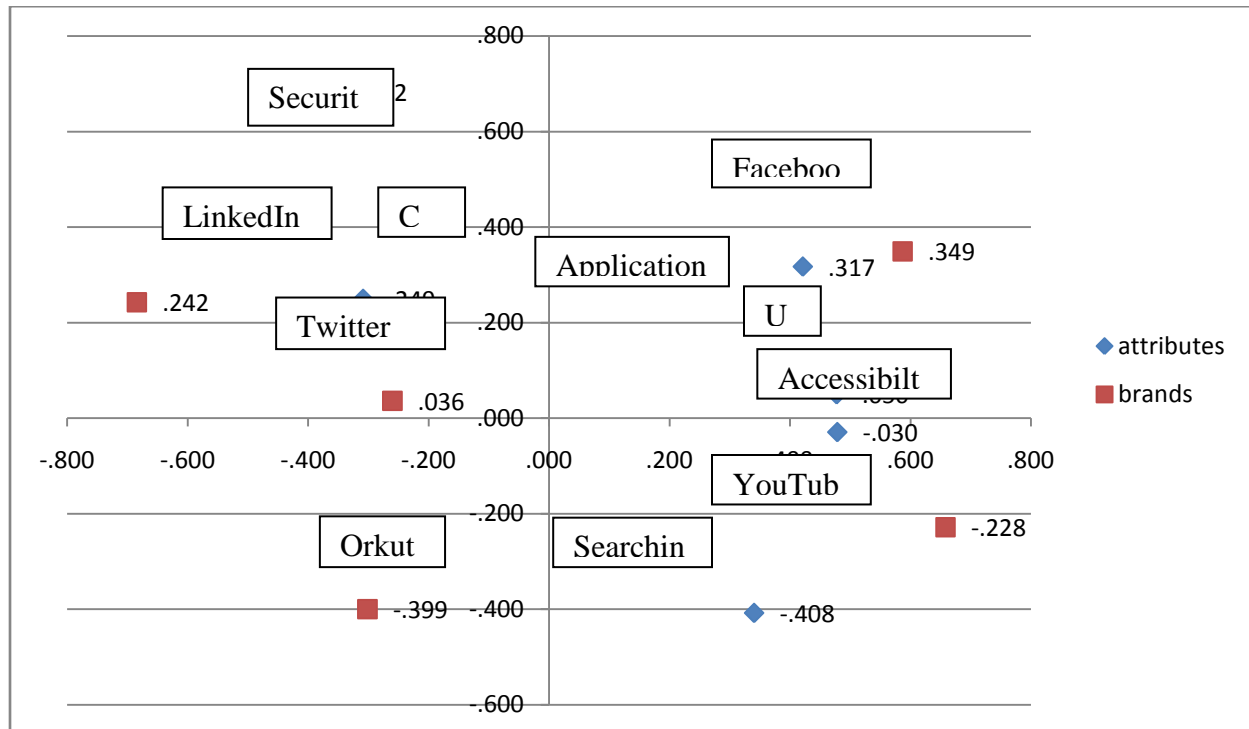 .800
Securit 2
.600
Faceboo
LinkedIn C
.400
Application .317 .349
.242 U
Twitter .200
Accessibilt attributes
.036 brands
.000 -.030
-.800 -.600 -.400 -.200 .000 .200 .600 .800
YouTub
-.200 -.228
Orkut Searchin
-.399 -.400 -.408
-.600